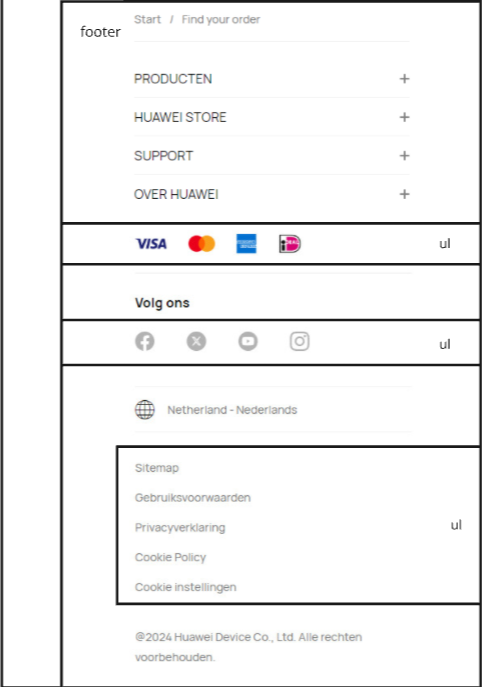 Start / Find your order
footer
PRODUCTEN +
HUAWEI STORE +
SUPPORT +
OVER HUAWEI +
VISA ul
Volg ons
ul
Netherland - Nederlands
Sitemap
Gebruiksvoorwaarden
Privacyverklaring ul
Cookie Policy
Cookie instellingen
@2024 Huawei Device Co., Ltd. Alle rechten
voorbehouden.